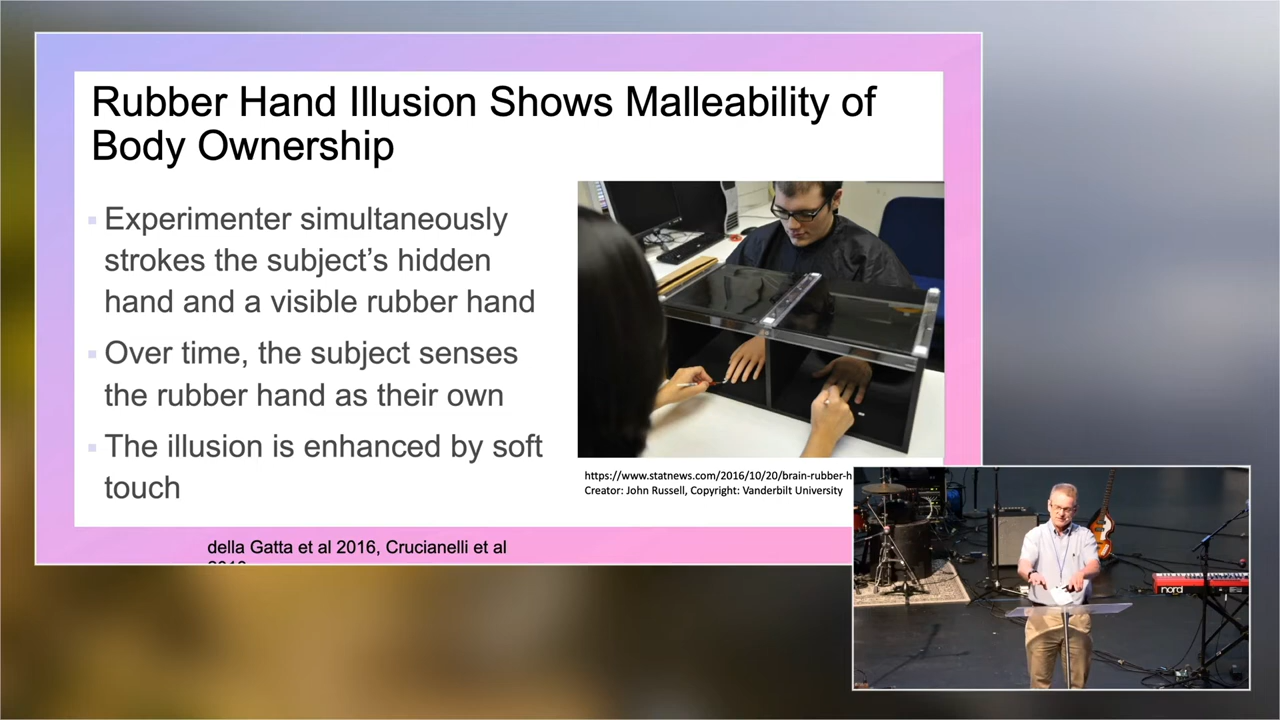 Rubber Hand Illusion Shows Malleability of
Body Ownership
Experimenter simultaneously
strokes the subject's hidden
hand and a visible rubber hand
Over time, the subject senses
the rubber hand as their own
The illusion is enhanced by soft
touch
https://www.statnews.com/2016/10/20/brain-rubber-h
Creator: John Russell, Copyright: Vanderbilt University
della Gatta et al 2016, Crucianelli et al
nord